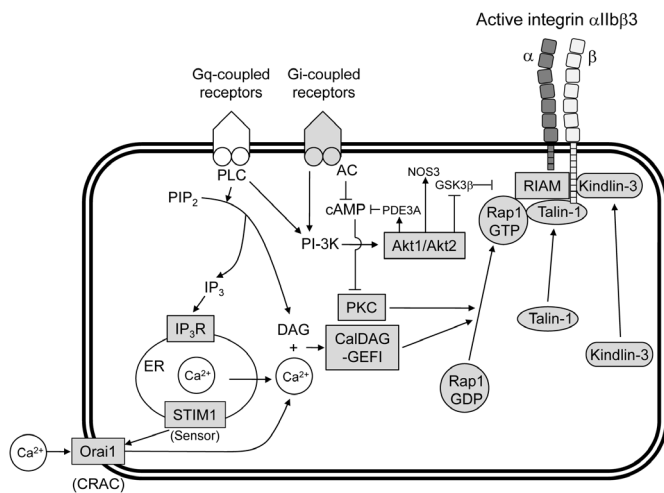 Active integrin αIIbβ3
α
β
Gq-coupled
receptors
Gi-coupled
receptors
PLC
AC
NOS3
GSK3β
RIAM
Kindlin-3
PIP2
cAMP
PDE3A
Rap1
GTP
Talin-1
PI-3K
Akt1/Akt2
IP3
PKC
IP3R
DAG
+
CalDAG
-GEFI
Talin-1
Kindlin-3
ER
Ca2+
Ca2+
Rap1
GDP
STIM1
(Sensor)
Ca2+
Orai1
(CRAC)